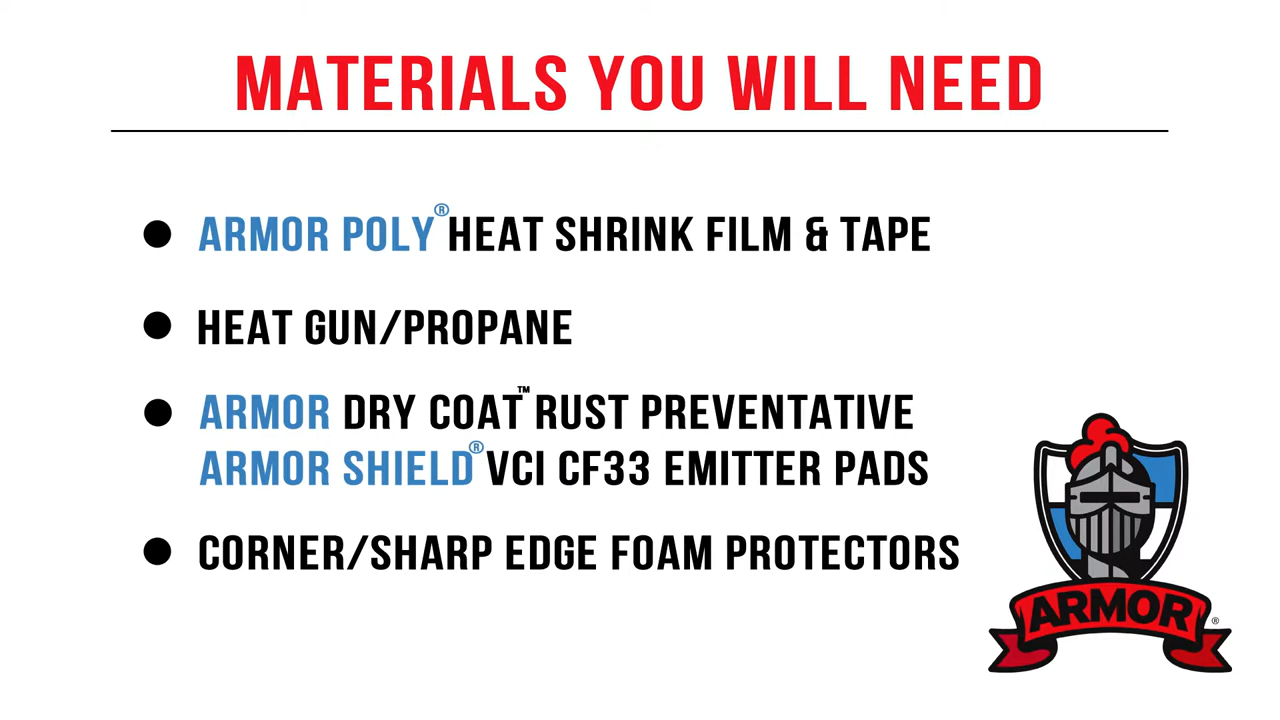 MATERIALS YOU WILL NEED
● ARMOR POLY® HEAT SHRINK FILM & TAPE
● HEAT GUN/PROPANE
● ARMOR DRY COAT™ RUST PREVENTATIVE
ARMOR SHIELD® VCI CF33 EMITTER PADS
● CORNER/SHARP EDGE FOAM PROTECTORS
ARMOR®